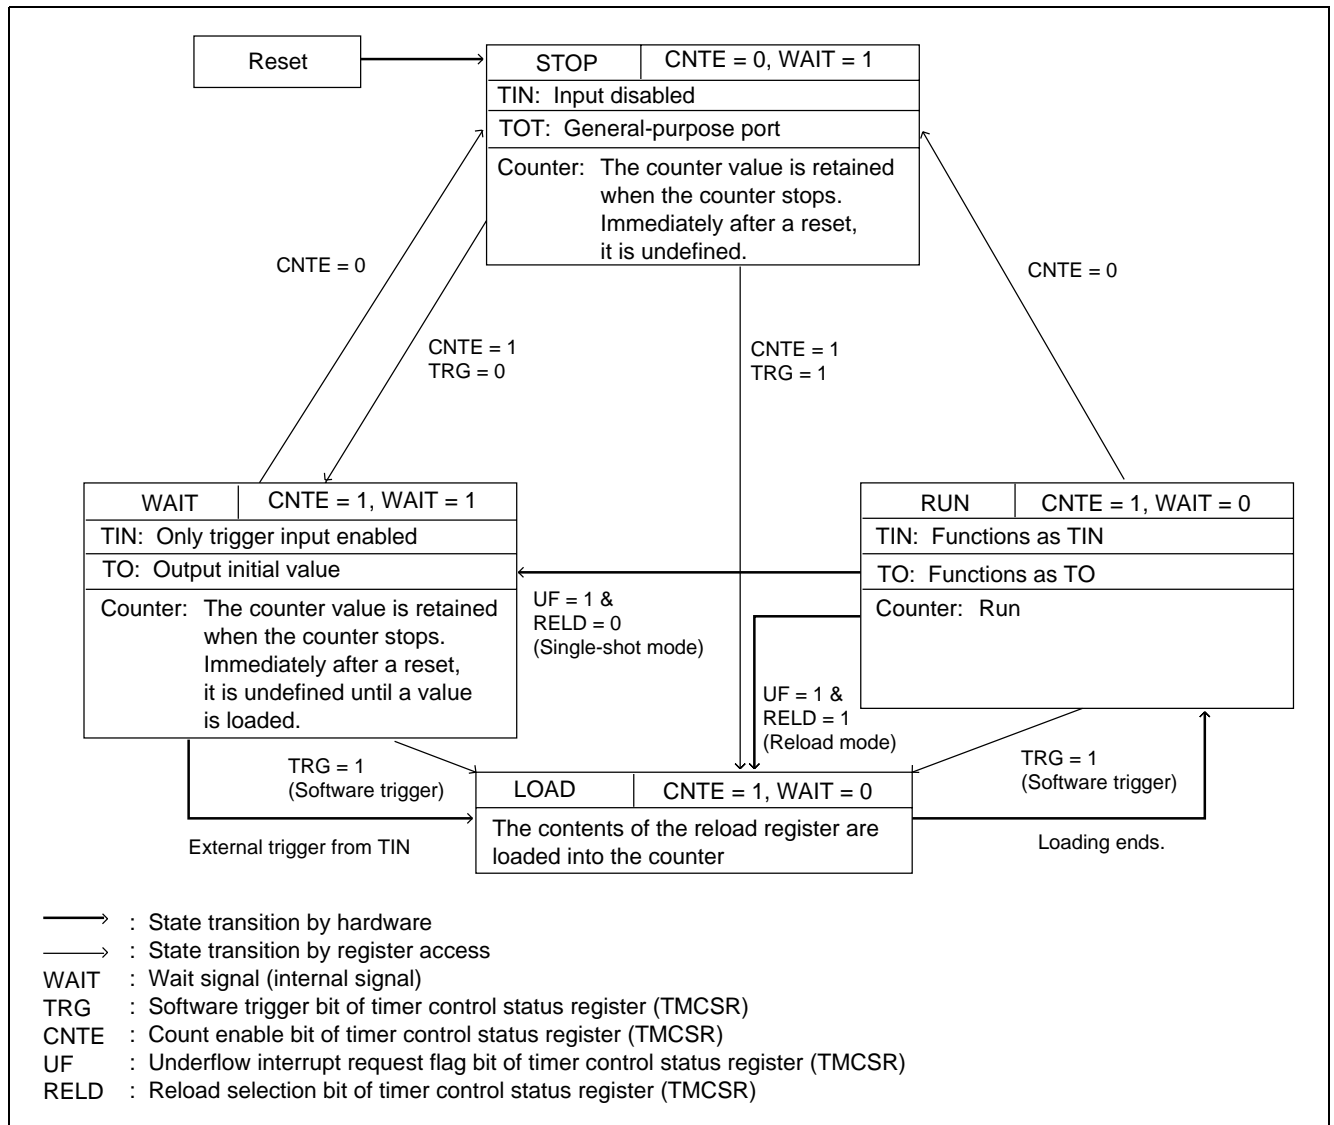 Reset
STOP
CNTE = 0, WAIT = 1
TIN: Input disabled
TOT: General-purpose port
Counter: The counter value is retained
when the counter stops.
Immediately after a reset,
it is undefined.
CNTE = 0
CNTE = 0
CNTE = 1
TRG = 0
CNTE = 1
TRG = 1
WAIT
CNTE = 1, WAIT = 1
TIN: Only trigger input enabled
TO: Output initial value
Counter: The counter value is retained
when the counter stops.
Immediately after a reset,
it is undefined until a value
is loaded.
RUN
CNTE = 1, WAIT = 0
TIN: Functions as TIN
TO: Functions as TO
Counter: Run
UF = 1 &
RELD = 0
(Single-shot mode)
UF = 1 &
RELD = 1
(Reload mode)
TRG = 1
(Software trigger)
TRG = 1
(Software trigger)
LOAD
CNTE = 1, WAIT = 0
The contents of the reload register are
loaded into the counter
External trigger from TIN
Loading ends.
: State transition by hardware
: State transition by register access
WAIT : Wait signal (internal signal)
TRG : Software trigger bit of timer control status register (TMCSR)
CNTE : Count enable bit of timer control status register (TMCSR)
UF : Underflow interrupt request flag bit of timer control status register (TMCSR)
RELD : Reload selection bit of timer control status register (TMCSR)